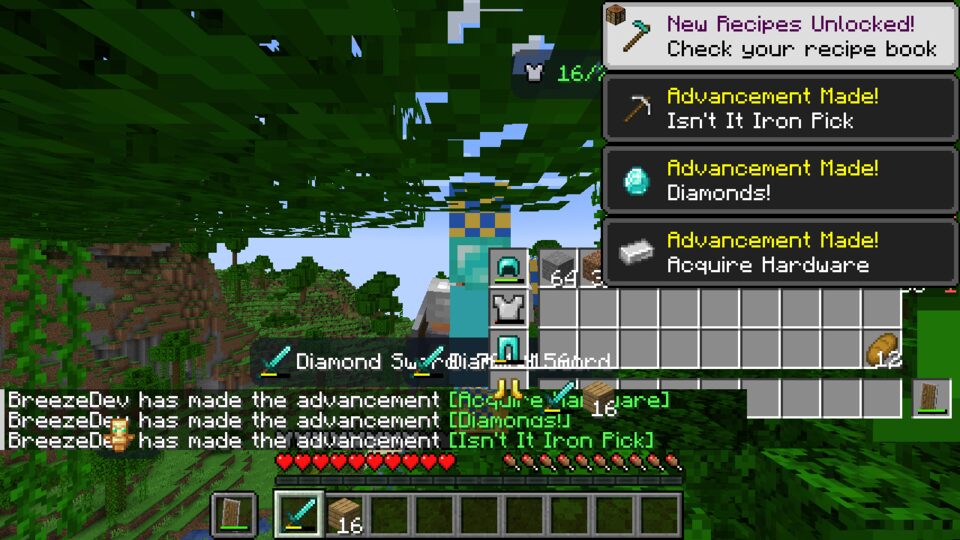 New Recipes Unlocked!
Check your recipe book
16/
Advancement Made!
Isn't It Iron Pick
Advancement Made!
Diamonds!
Advancement Made!
Acquire Hardware
64
12
Diamond Sword
BreezeDev has made the advancement [Acquire Hardware]
16
BreezeDev has made the advancement [Diamonds!]
BreezeDev has made the advancement [Isn't It Iron Pick]
16